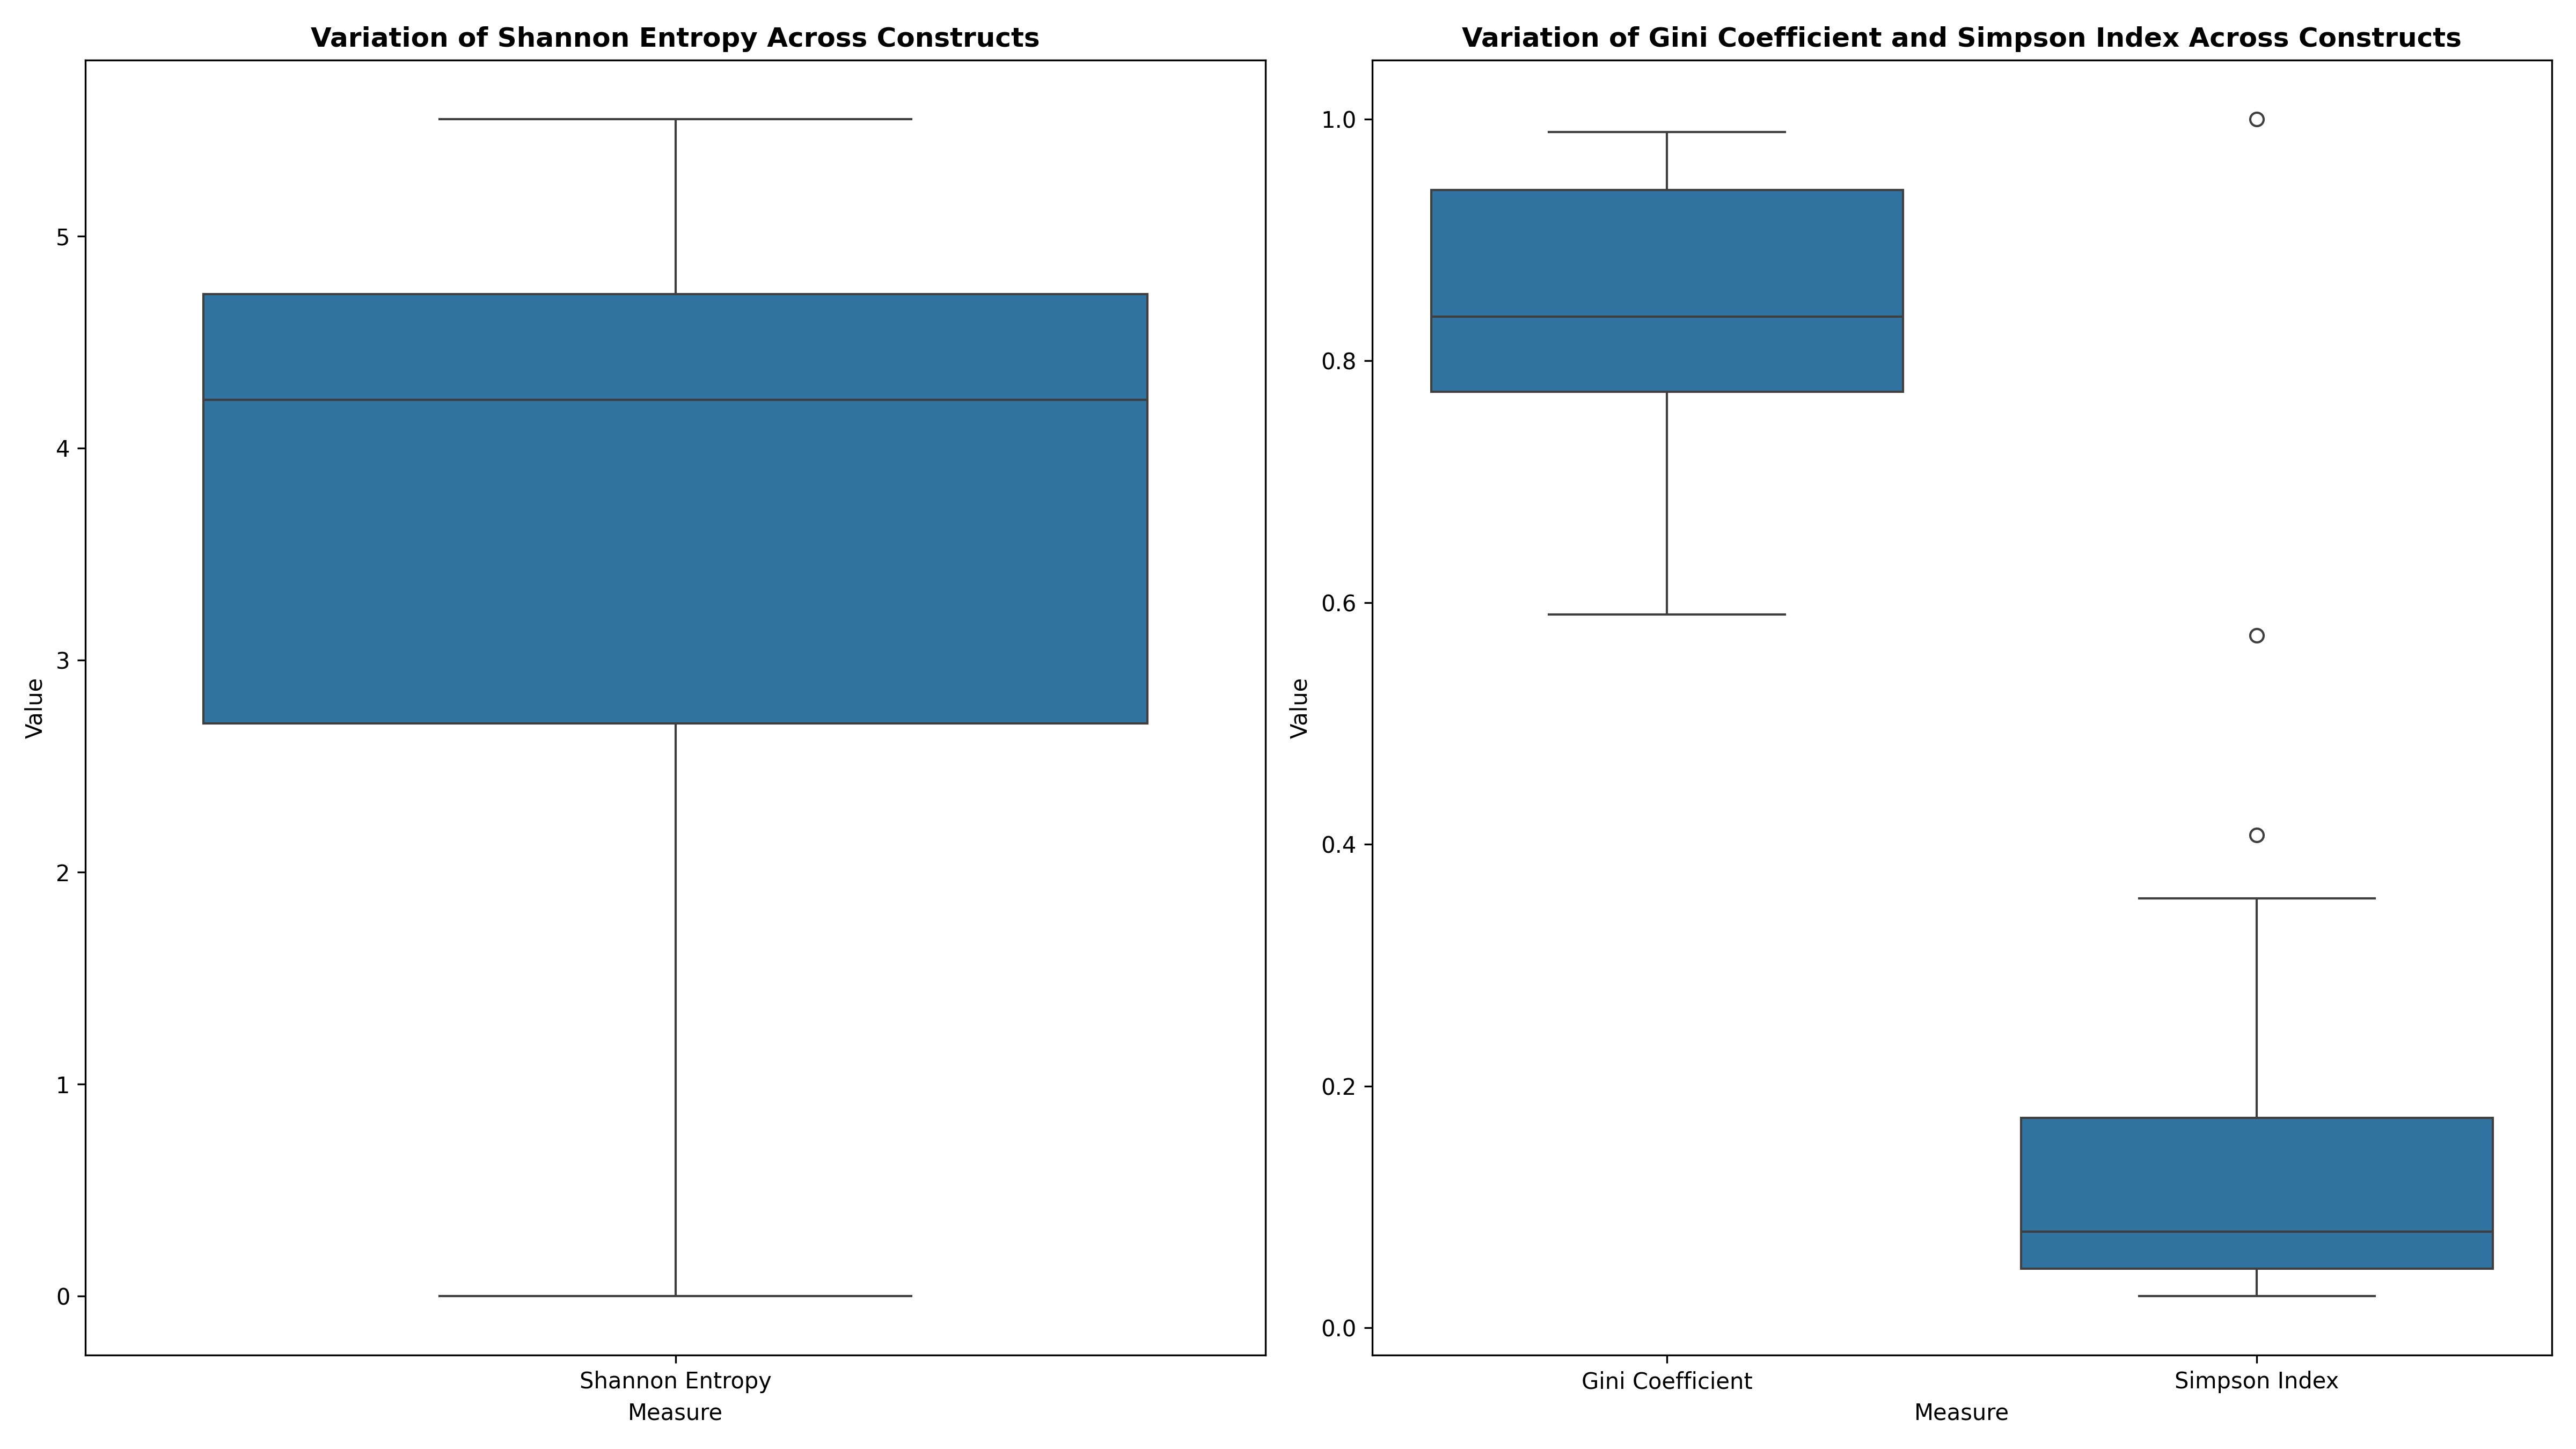 Variation of Shannon Entropy Across Constructs
Value
5
4
3
2
1
0
Shannon Entropy
Measure
Variation of Gini Coefficient and Simpson Index Across Constructs
Value
1.0
0.8
0.6
0.4
0.2
0.0
Gini Coefficient
Simpson Index
Measure